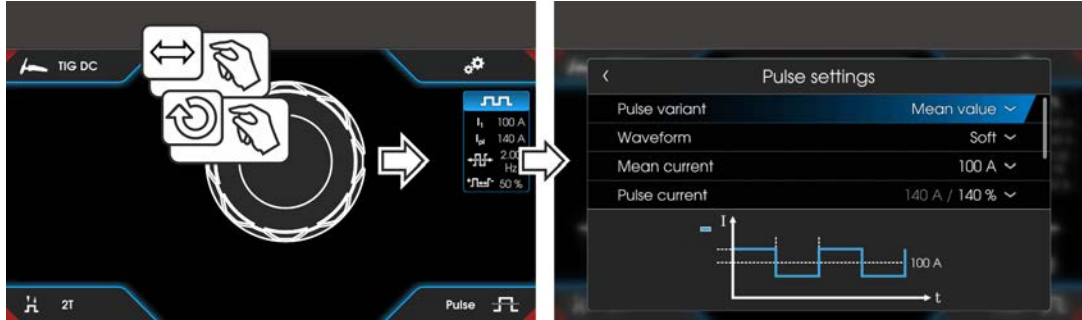 TIG DC
I₁ 100 A
Ipl 140 A
2.00
Hz
50 %
2T
Pulse
Pulse settings
Pulse variant Mean value
Waveform Soft
Mean current 100 A
Pulse current 140 A / 140 %
I
100 A
t